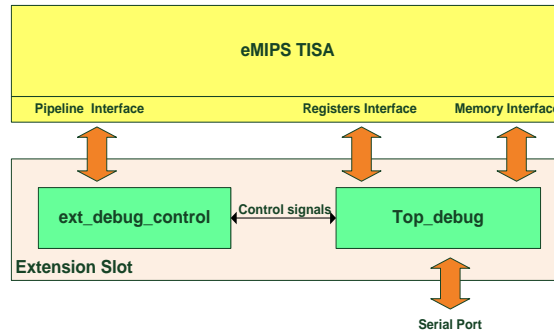 eMIPS TISA
Pipeline Interface
Registers Interface
Memory Interface
ext_debug_control
Control signals
Top_debug
Extension Slot
Serial Port